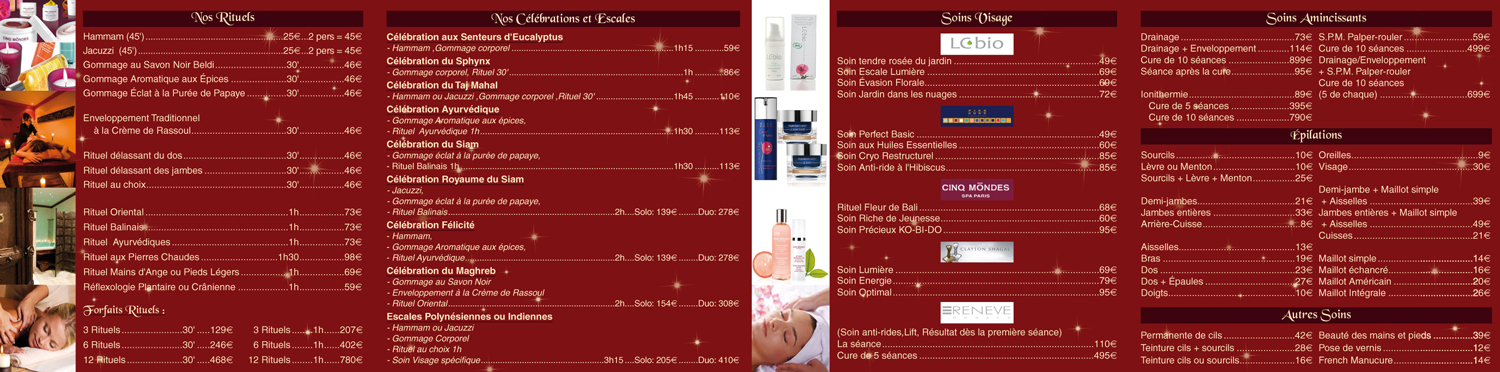 Nos Rituels
Hammam (45') 25€...2 pers = 45€
Jacuzzi (45') 25€...2 pers = 45€
Gommage au Savon Noir Beldi 30' 46€
Gommage Aromatique aux Épices 30' 46€
Gommage Éclat à la Purée de Papaye 30' 46€
Enveloppement Traditionnel
à la Crème de Rassoul 30' 46€
Rituel délassant du dos 30' 46€
Rituel délassant des jambes 30' 46€
Rituel au choix 30' 46€
Rituel Oriental 1h 73€
Rituel Balinais 1h 73€
Rituel Ayurvédiques 1h 73€
Rituel aux Pierres Chaudes 1h30 98€
Rituel Mains d'Ange ou Pieds Légers 1h 69€
Réflexologie Plantaire ou Crânienne 1h 59€
Forfaits Rituels :
3 Rituels 30' 129€ 3 Rituels 1h 207€
6 Rituels 30' 246€ 6 Rituels 1h 402€
12 Rituels 30' 468€ 12 Rituels 1h 780€
Nos Célébrations et Escales
Célébration aux Senteurs d'Eucalyptus
- Hammam ,Gommage corporel 1h15 59€
Célébration du Sphynx
- Gommage corporel, Rituel 30' 1h 86€
Célébration du Taj Mahal
- Hammam ou Jacuzzi ,Gommage corporel ,Rituel 30' 1h45 110€
Célébration Ayurvédique
- Gommage Aromatique aux épices,
- Rituel Ayurvédique 1h 1h30 113€
Célébration du Siam
- Gommage éclat à la purée de papaye,
- Rituel Balinais 1h 1h30 113€
Célébration Royaume du Siam
- Jacuzzi,
- Gommage éclat à la purée de papaye,
- Rituel Balinais 2h....Solo: 139€ Duo: 278€
Célébration Félicité
- Hammam,
- Gommage Aromatique aux épices,
- Rituel Ayurvédique 2h....Solo: 139€ Duo: 278€
Célébration du Maghreb
- Gommage au Savon Noir
- Enveloppement à la Crème de Rassoul
- Rituel Oriental 2h....Solo: 154€ Duo: 308€
Escales Polynésiennes ou Indiennes
- Hammam ou Jacuzzi
- Gommage Corporel
- Rituel au choix 1h
- Soin Visage spécifique 3h15 ....Solo: 205€ Duo: 410€
Soins Visage
LCbio
Soin tendre rosée du jardin 49€
Soin Escale Lumière 69€
Soin Évasion Florale 69€
Soin Jardin dans les nuages 72€
Soin Perfect Basic 49€
Soin aux Huiles Essentielles 60€
Soin Cryo Restructurel 85€
Soin Anti-ride à l'Hibiscus 85€
CINQ MONDES
SPA PARIS
Rituel Fleur de Bali 68€
Soin Riche de Jeunesse 60€
Soin Précieux KO-BI-DO 95€
CLAYTON SHAGAL
Soin Lumière 69€
Soin Energie 79€
Soin Optimal 95€
ERENEVE
(Soin anti-rides,Lift, Résultat dès la première séance)
La séance 110€
Cure de 5 séances 495€
Soins Amincissants
Drainage 73€
Drainage + Enveloppement 114€
Cure de 10 séances 899€
Séance après la cure 95€
Ionithermie 89€
Cure de 5 séances 395€
Cure de 10 séances 790€
S.P.M. Palper-rouler 59€
Cure de 10 séances 499€
Drainage/Enveloppement
+ S.P.M. Palper-rouler
Cure de 10 séances
(5 de chaque) 699€
Épilations
Sourcils 10€
Lèvre ou Menton 10€
Sourcils + Lèvre + Menton 25€
Demi-jambes 21€
Jambes entières 33€
Arrière-Cuisse 8€
Aisselles 13€
Bras 19€
Dos 23€
Dos + Épaules 27€
Doigts 10€
Oreilles 9€
Visage 30€
Demi-jambe + Maillot simple
+ Aisselles 39€
Jambes entières + Maillot simple
+ Aisselles 49€
Cuisses 21€
Maillot simple 14€
Maillot échancré 16€
Maillot Américain 20€
Maillot Intégrale 26€
Autres Soins
Permanente de cils 42€
Teinture cils + sourcils 28€
Teinture cils ou sourcils 16€
Beauté des mains et pieds 39€
Pose de vernis 12€
French Manucure 14€